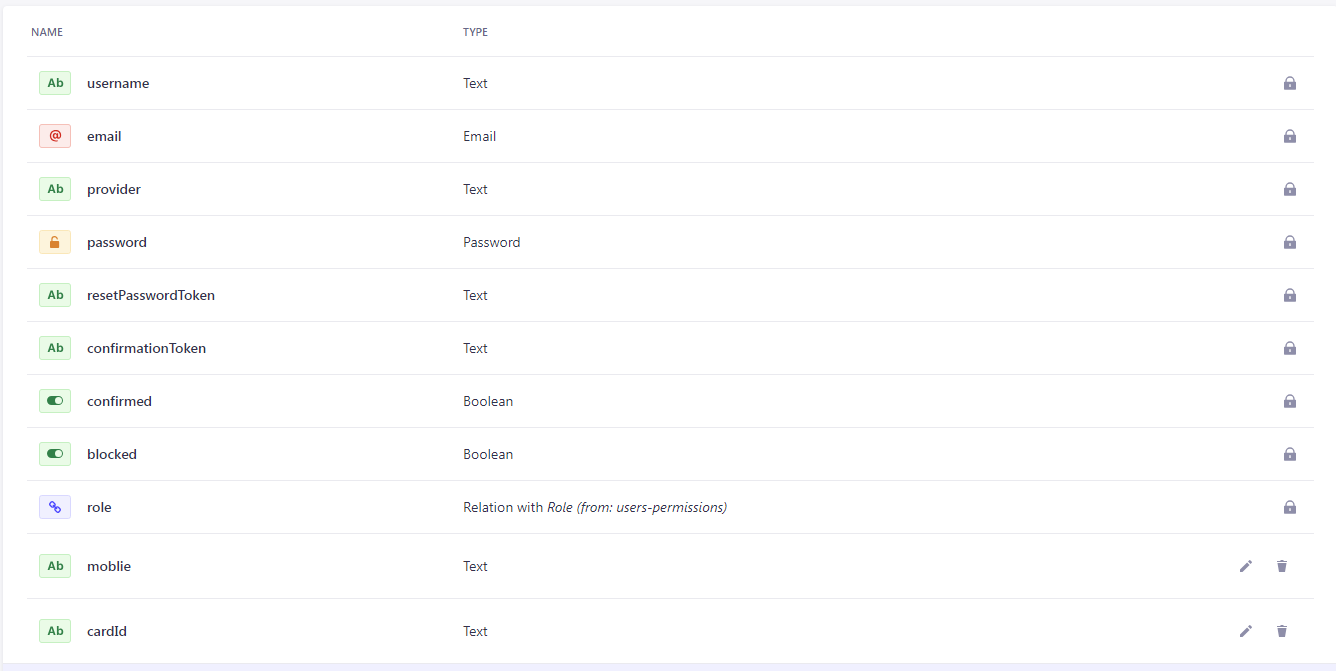 NAME TYPE
Ab username Text
@ email Email
Ab provider Text
password Password
Ab resetPasswordToken Text
Ab confirmationToken Text
confirmed Boolean
blocked Boolean
role Relation with Role (from: users-permissions)
Ab moblie Text
Ab cardId Text